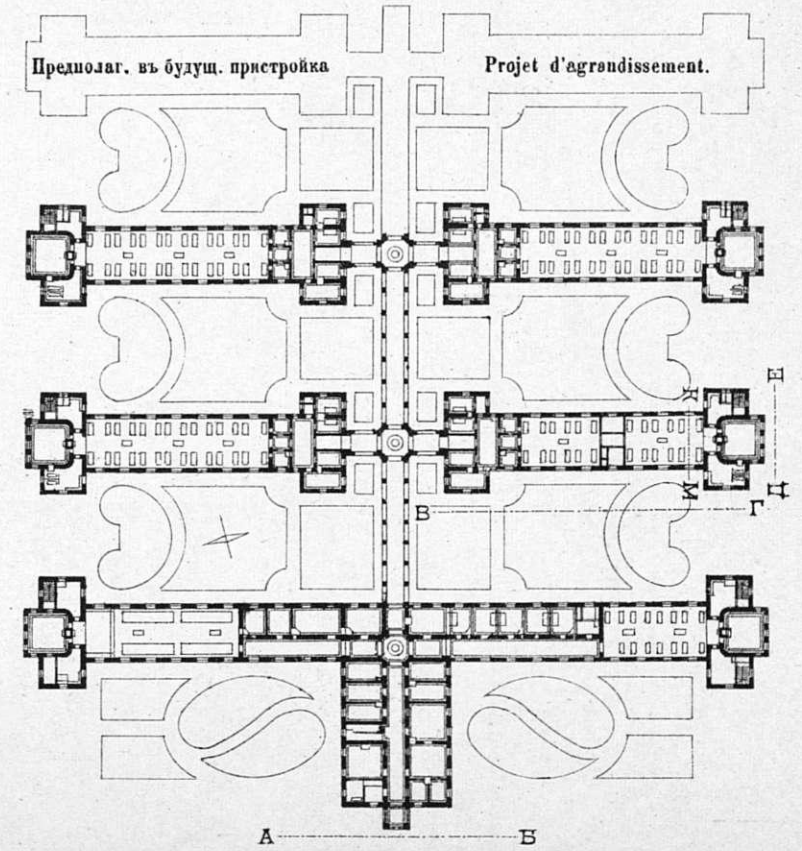 Предполаг. въ будущ. пристройка
Projet d'agrandissement.
Е
К
М
Д
В
Г
А
Б